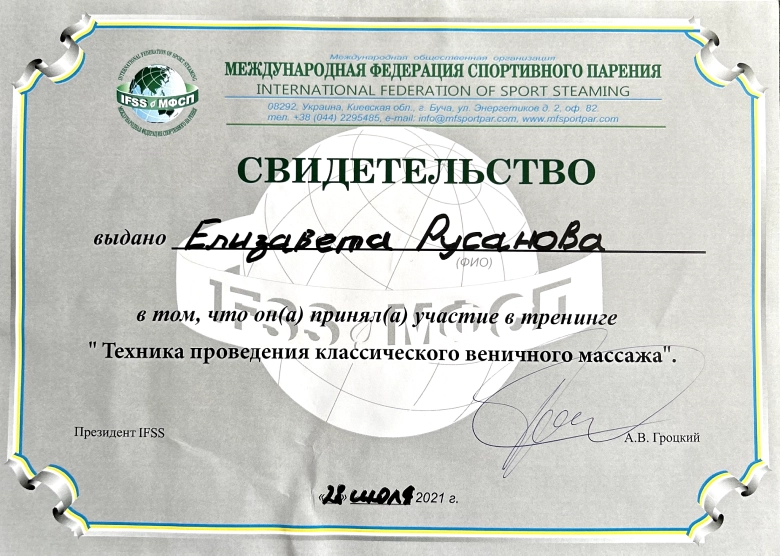 INTERNATIONAL FEDERATION OF SPORT STEAMING
IFSS МФСП
МЕЖДУНАРОДНАЯ ФЕДЕРАЦИЯ СПОРТИВНОГО ПАРЕНИЯ
Международная общественная организация
МЕЖДУНАРОДНАЯ ФЕДЕРАЦИЯ СПОРТИВНОГО ПАРЕНИЯ
INTERNATIONAL FEDERATION OF SPORT STEAMING
08292, Украина, Киевская обл., г. Буча, ул. Энергетиков д. 2, оф. 82.
тел. +38 (044) 2295485, e-mail: info@mfsportpar.com, www.mfsportpar.com
СВИДЕТЕЛЬСТВО
выдано Елизавета Русанова
(ФИО)
IFSS МФСП
в том, что он(а) принял(а) участие в тренинге
" Техника проведения классического веничного массажа".
Президент IFSS
А.В. Гроцкий
«28» июля 2021 г.